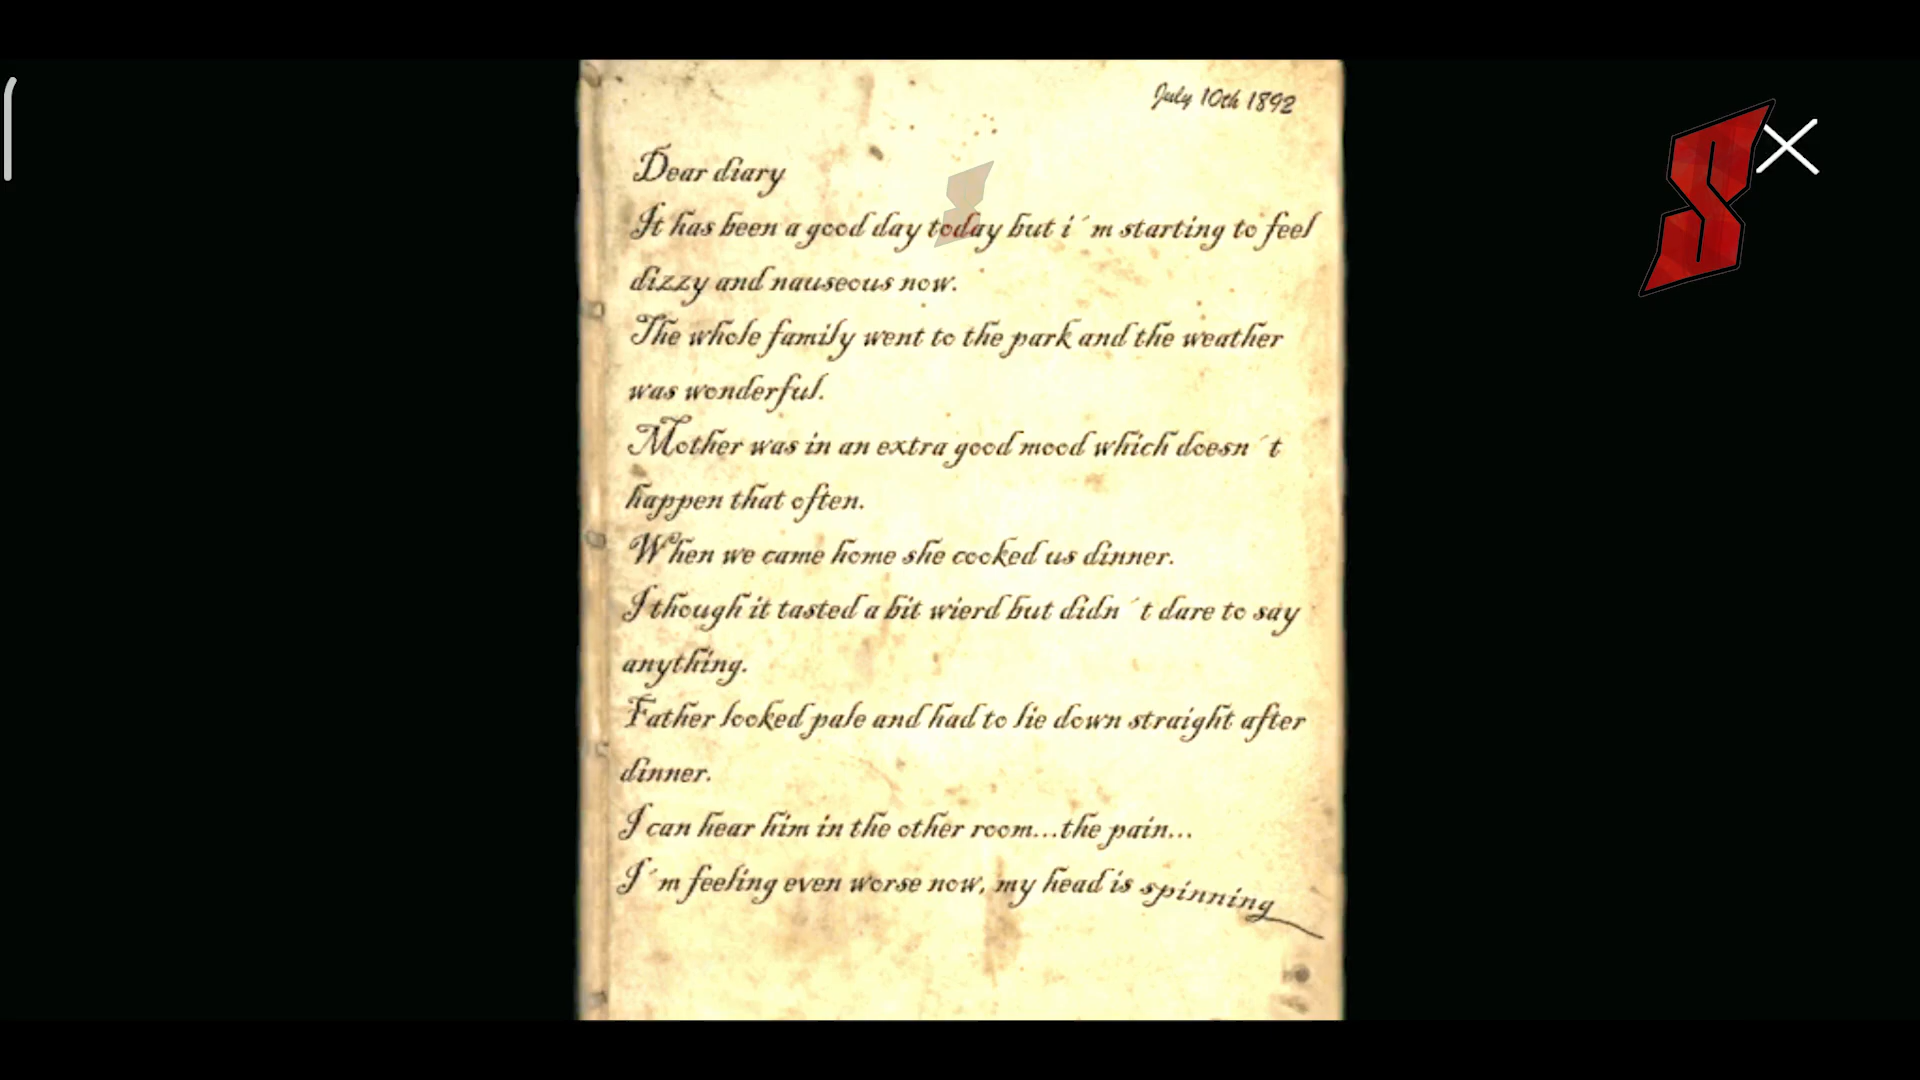 July 10th 1892
Dear diary
It has been a good day today but i´m starting to feel
dizzy and nauseous now.
The whole family went to the park and the weather
was wonderful.
Mother was in an extra good mood which doesn´t
happen that often.
When we came home she cooked us dinner.
I though it tasted a bit wierd but didn´t dare to say
anything.
Father looked pale and had to lie down straight after
dinner.
I can hear him in the other room...the pain...
I´m feeling even worse now, my head is spinning